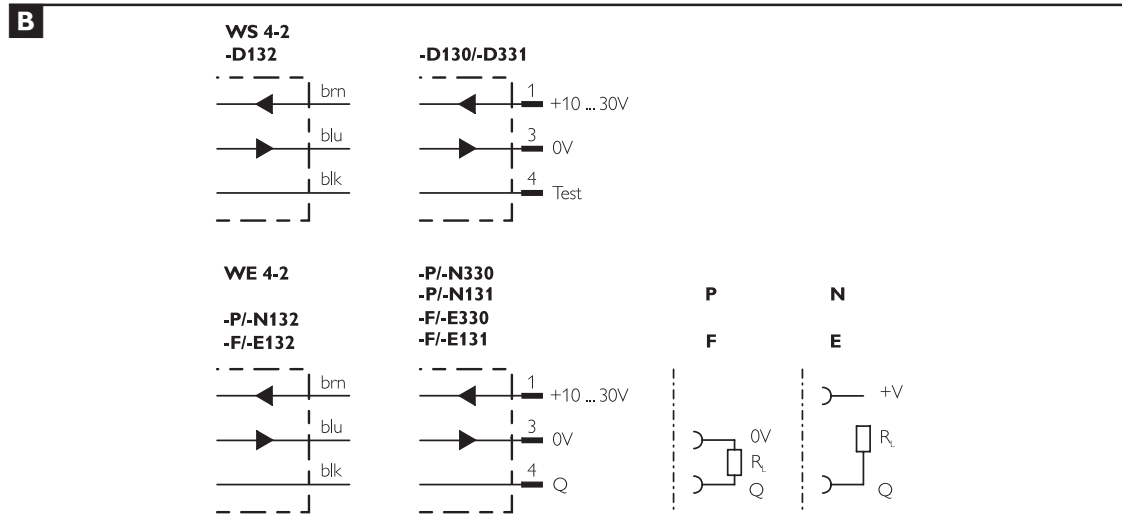 B
WS 4-2
-D132
brn
blu
blk
-D130/-D331
1 +10 ... 30V
3 0V
4 Test
WE 4-2
-P/-N132
-F/-E132
brn
blu
blk
-P/-N330
-P/-N131
-F/-E330
-F/-E131
1 +10 ... 30V
3 0V
4 Q
P
F
0V
RL
Q
N
E
+V
RL
Q